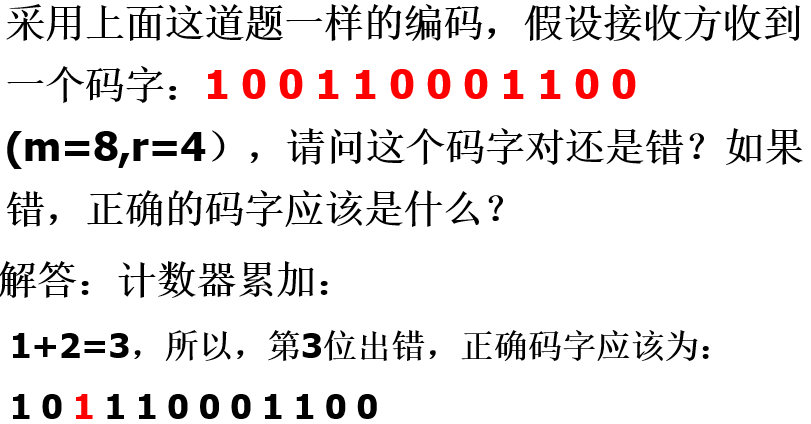 采用上面这道题一样的编码，假设接收方收到
一个码字：1 0 0 1 1 0 0 0 1 1 0 0
(m=8,r=4），请问这个码字对还是错？如果
错，正确的码字应该是什么？
解答：计数器累加：
1+2=3，所以，第3位出错，正确码字应该为：
1 0 1 1 1 0 0 0 1 1 0 0